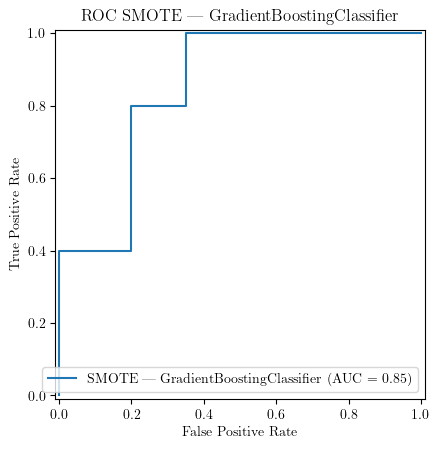 ROC SMOTE — GradientBoostingClassifier
1.0
0.8
0.6
0.4
0.2
0.0
True Positive Rate
SMOTE — GradientBoostingClassifier (AUC = 0.85)
0.0 0.2 0.4 0.6 0.8 1.0
False Positive Rate